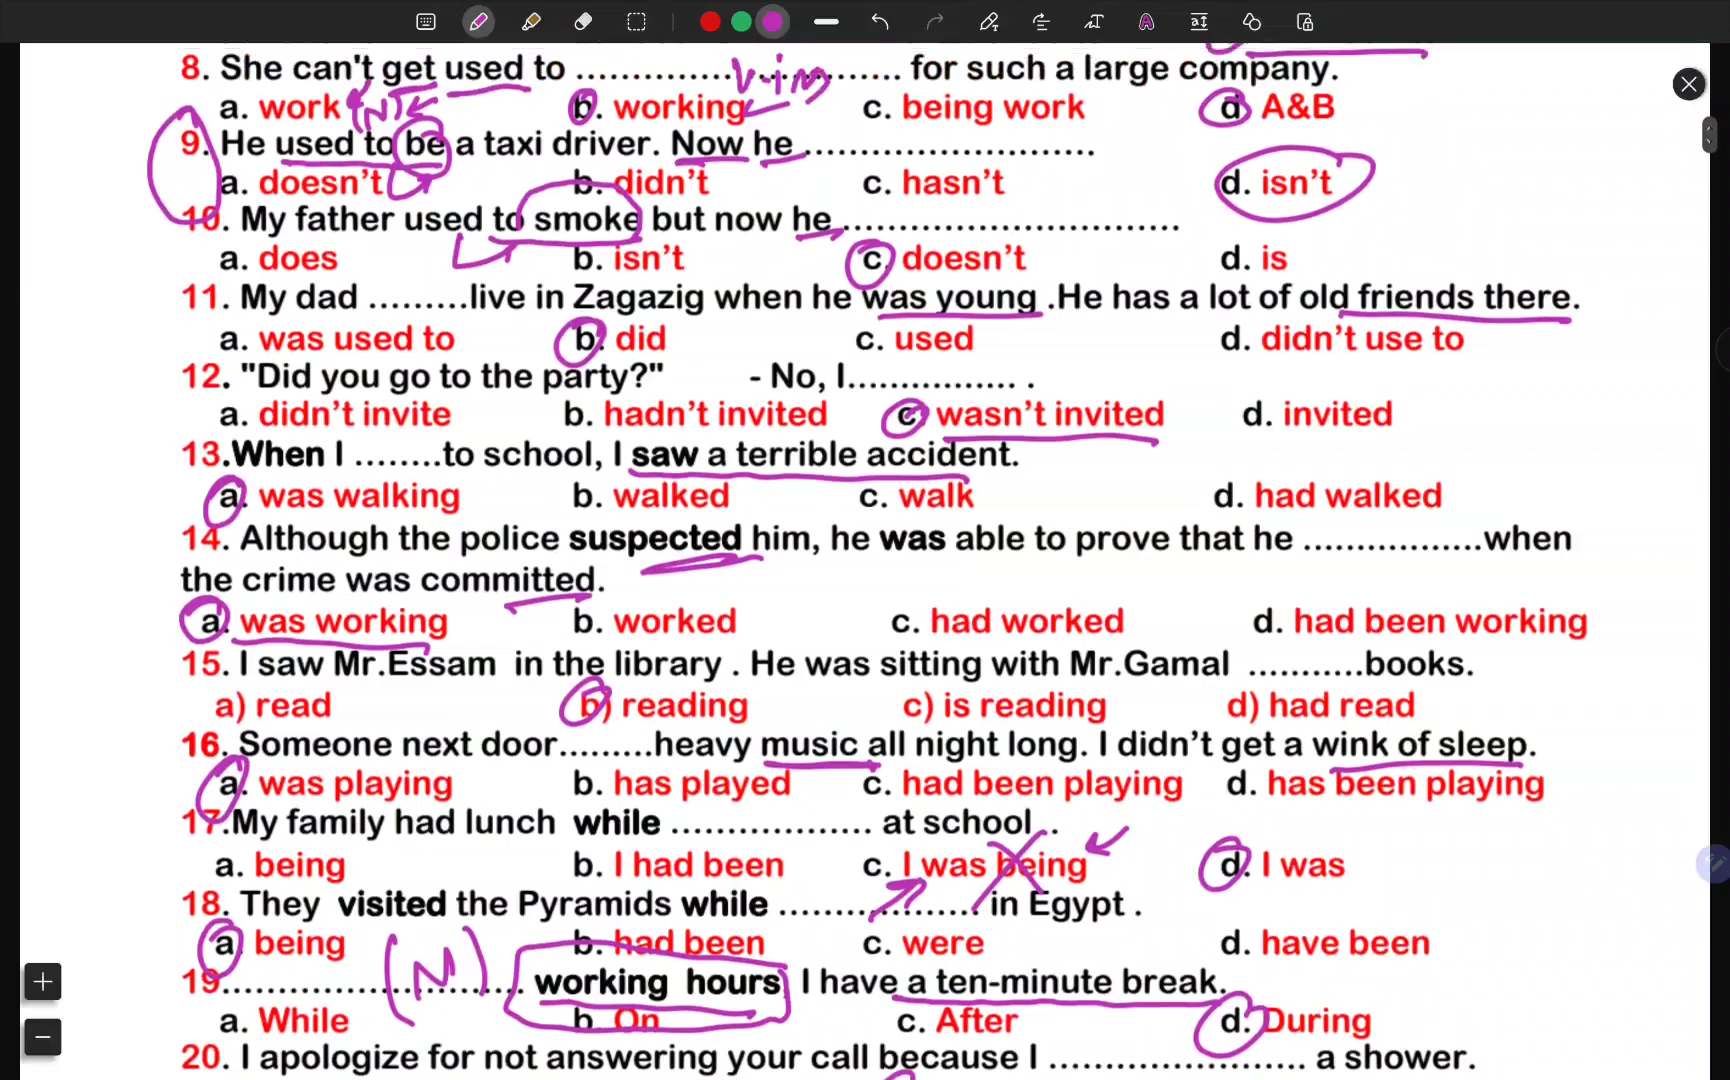 8. She can't get used to ........................... for such a large company.
V-ing
a. work (N) b. working c. being work d. A&B
9. He used to be a taxi driver. Now he ..........................
a. doesn't b. didn't c. hasn't d. isn't
10. My father used to smoke but now he ..............................
a. does b. isn't c. doesn't d. is
11. My dad .........live in Zagazig when he was young .He has a lot of old friends there.
a. was used to b. did c. used d. didn't use to
12. "Did you go to the party?" - No, I............... .
a. didn't invite b. hadn't invited c. wasn't invited d. invited
13.When I ........to school, I saw a terrible accident.
a. was walking b. walked c. walk d. had walked
14. Although the police suspected him, he was able to prove that he ................when
the crime was committed.
a. was working b. worked c. had worked d. had been working
15. I saw Mr.Essam in the library . He was sitting with Mr.Gamal ...........books.
a) read b) reading c) is reading d) had read
16. Someone next door.........heavy music all night long. I didn't get a wink of sleep.
a. was playing b. has played c. had been playing d. has been playing
17.My family had lunch while .................. at school .
a. being b. I had been c. I was being d. I was
18. They visited the Pyramids while .................. in Egypt .
a. being b. had been c. were d. have been
19........................... working hours I have a ten-minute break.
(N)
a. While b. On c. After d. During
20. I apologize for not answering your call because I ....................... a shower.